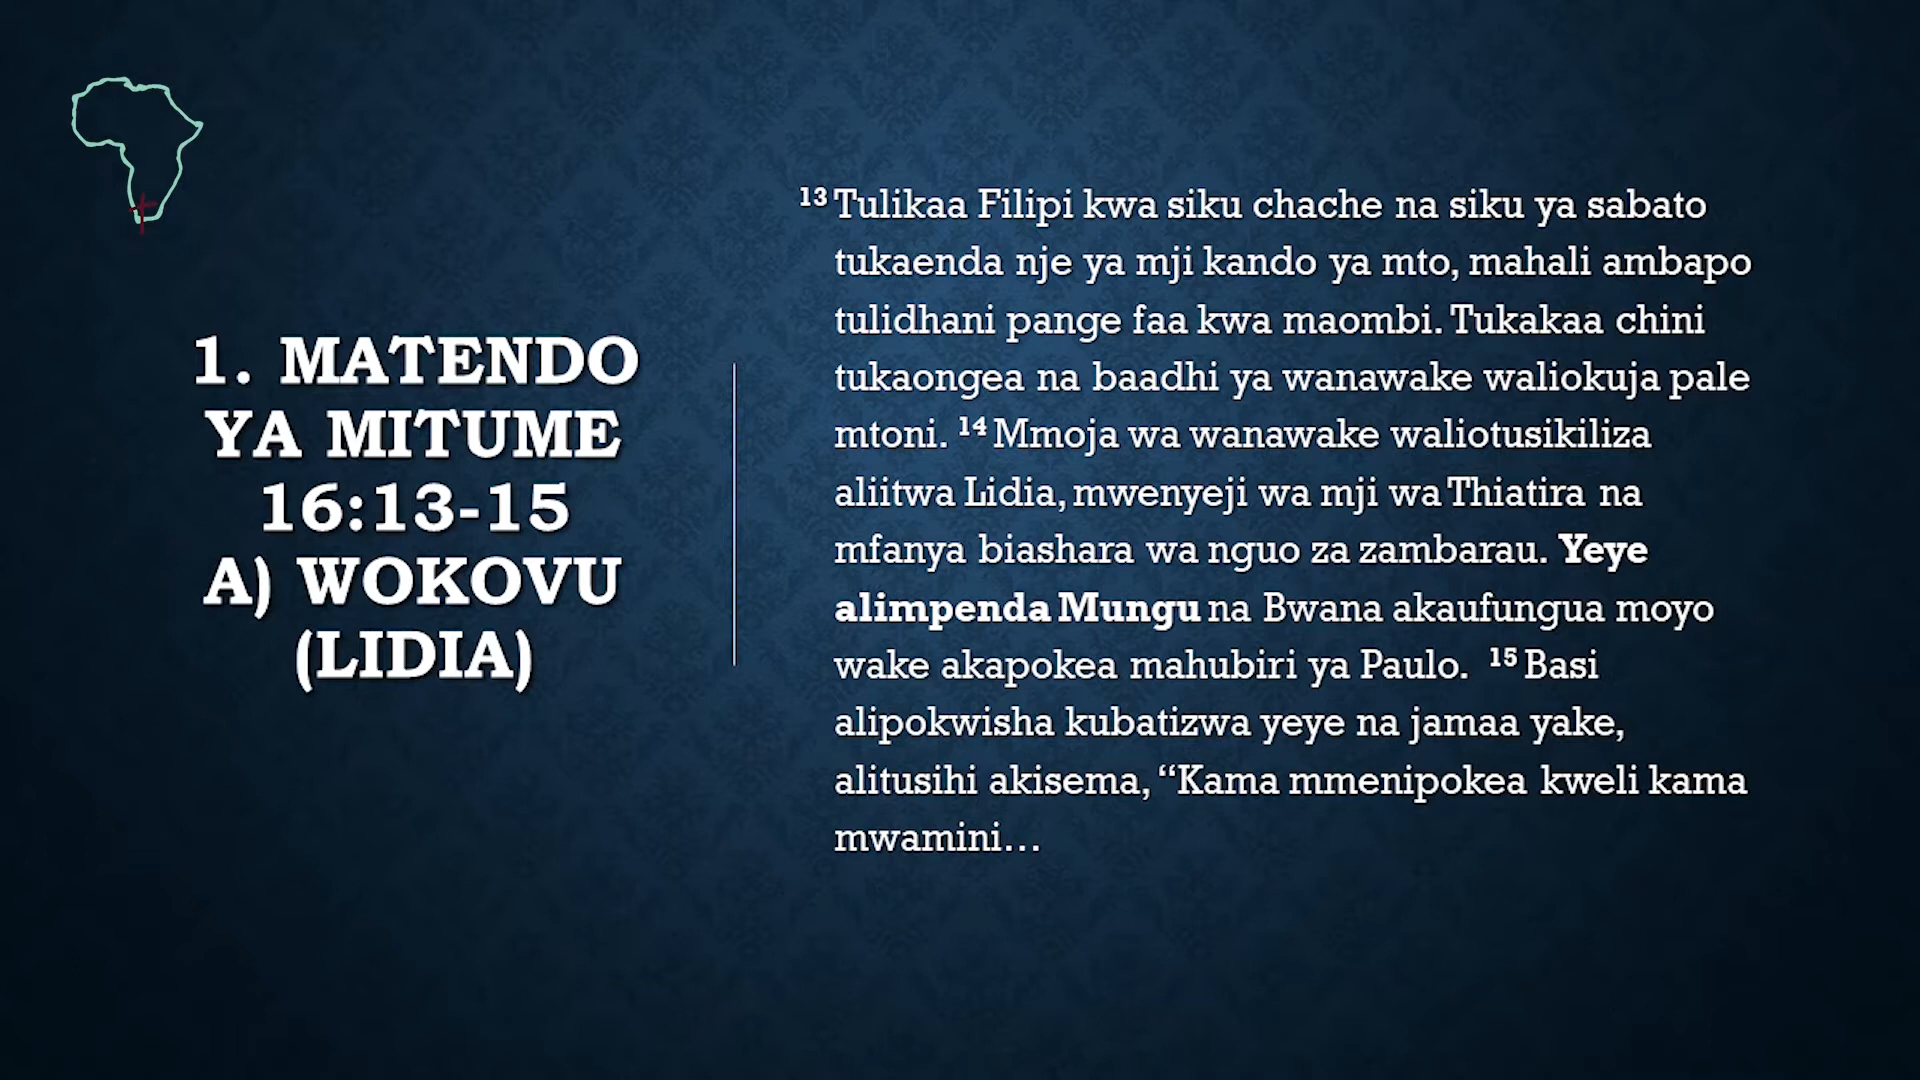 1. MATENDO
YA MITUME
16:13-15
A) WOKOVU
(LIDIA)
13 Tulikaa Filipi kwa siku chache na siku ya sabato
tukaenda nje ya mji kando ya mto, mahali ambapo
tulidhani pange faa kwa maombi. Tukakaa chini
tukaongea na baadhi ya wanawake waliokuja pale
mtoni. 14 Mmoja wa wanawake waliotusikiliza
aliitwa Lidia, mwenyeji wa mji wa Thiatira na
mfanya biashara wa nguo za zambarau. Yeye
alimpenda Mungu na Bwana akaufungua moyo
wake akapokea mahubiri ya Paulo. 15 Basi
alipokwisha kubatizwa yeye na jamaa yake,
alitusihi akisema, “Kama mmenipokea kweli kama
mwamini…